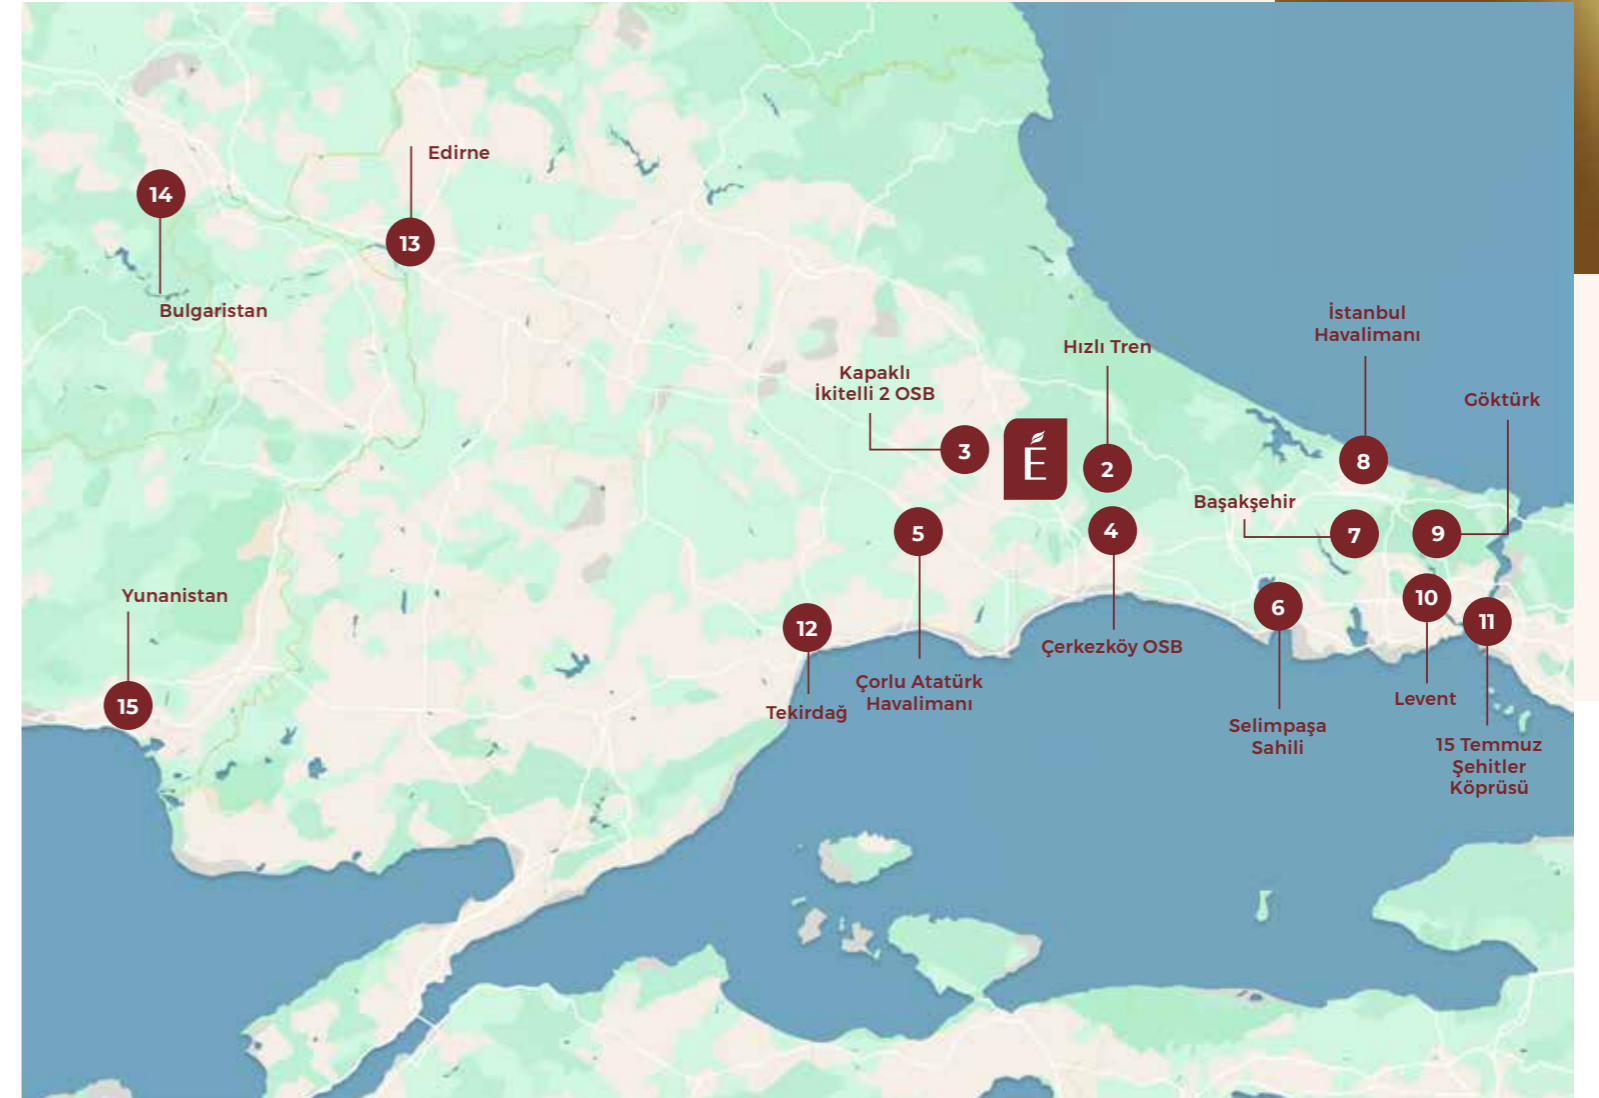 Edirne
14
13
Bulgaristan
İstanbul
Havalimanı
Hızlı Tren
Kapaklı
İkitelli 2 OSB
Göktürk
3
É
2
8
Başakşehir
5
4
7
9
Yunanistan
12
6
10
11
Çerkezköy OSB
15
Tekirdağ
Çorlu Atatürk
Havalimanı
Levent
Selimpaşa
Sahili
15 Temmuz
Şehitler
Köprüsü